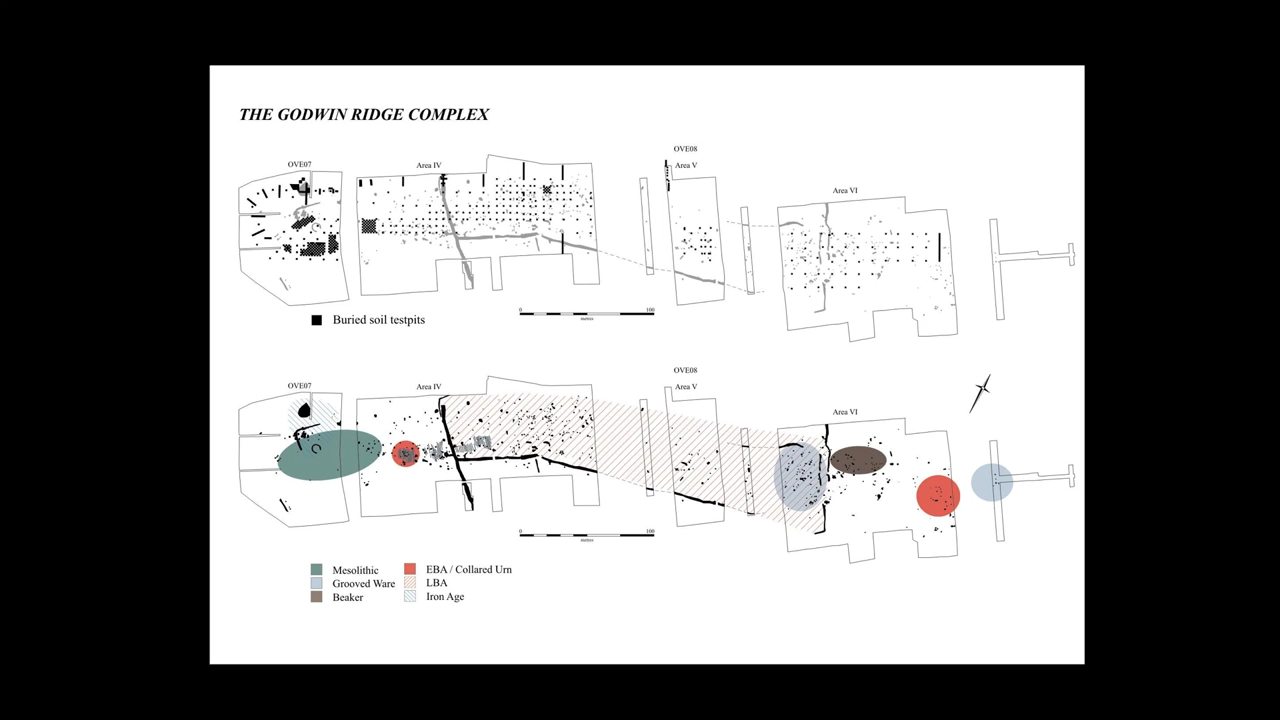 THE GODWIN RIDGE COMPLEX
OVE07
Area IV
OVE08
Area V
Area VI
0
100
metres
Buried soil testpits
OVE07
Area IV
OVE08
Area V
Area VI
0
100
metres
Mesolithic
EBA / Collared Urn
Grooved Ware
LBA
Beaker
Iron Age